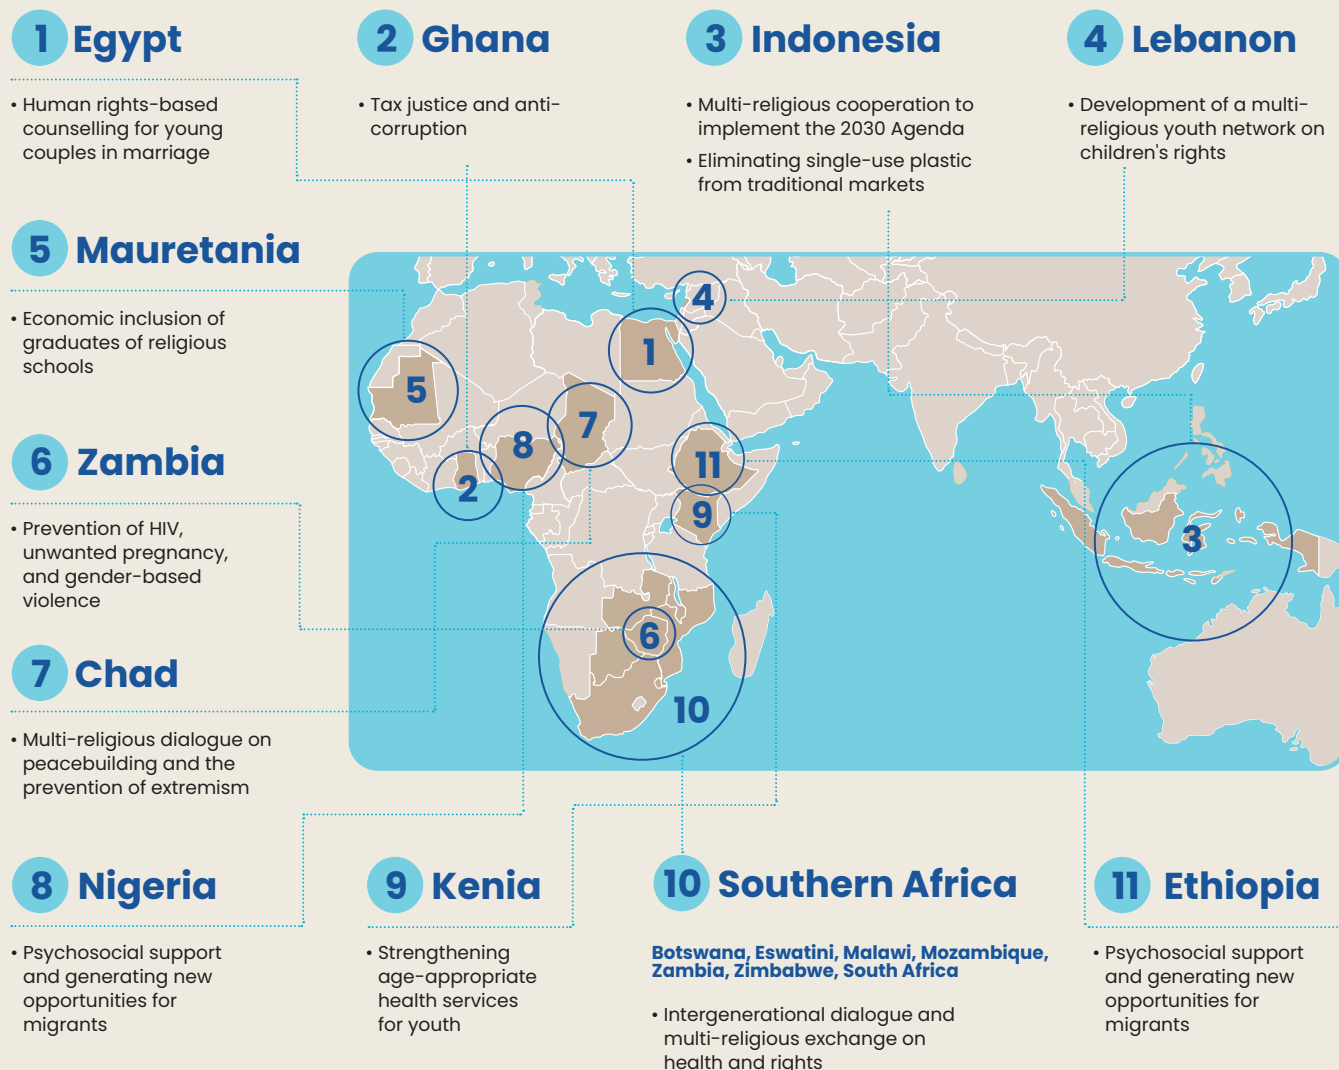 1 Egypt
• Human rights-based
counselling for young
couples in marriage
2 Ghana
• Tax justice and anti-
corruption
3 Indonesia
• Multi-religious cooperation to
implement the 2030 Agenda
• Eliminating single-use plastic
from traditional markets
4 Lebanon
• Development of a multi-
religious youth network on
children's rights
5 Mauretania
• Economic inclusion of
graduates of religious
schools
6 Zambia
• Prevention of HIV,
unwanted pregnancy,
and gender-based
violence
7 Chad
• Multi-religious dialogue on
peacebuilding and the
prevention of extremism
4
1
5
7
8
11
2
9
3
6
10
8 Nigeria
• Psychosocial support
and generating new
opportunities for
migrants
9 Kenia
• Strengthening
age-appropriate
health services
for youth
10 Southern Africa
Botswana, Eswatini, Malawi, Mozambique,
Zambia, Zimbabwe, South Africa
• Intergenerational dialogue and
multi-religious exchange on
health and rights
11 Ethiopia
• Psychosocial support
and generating new
opportunities for
migrants